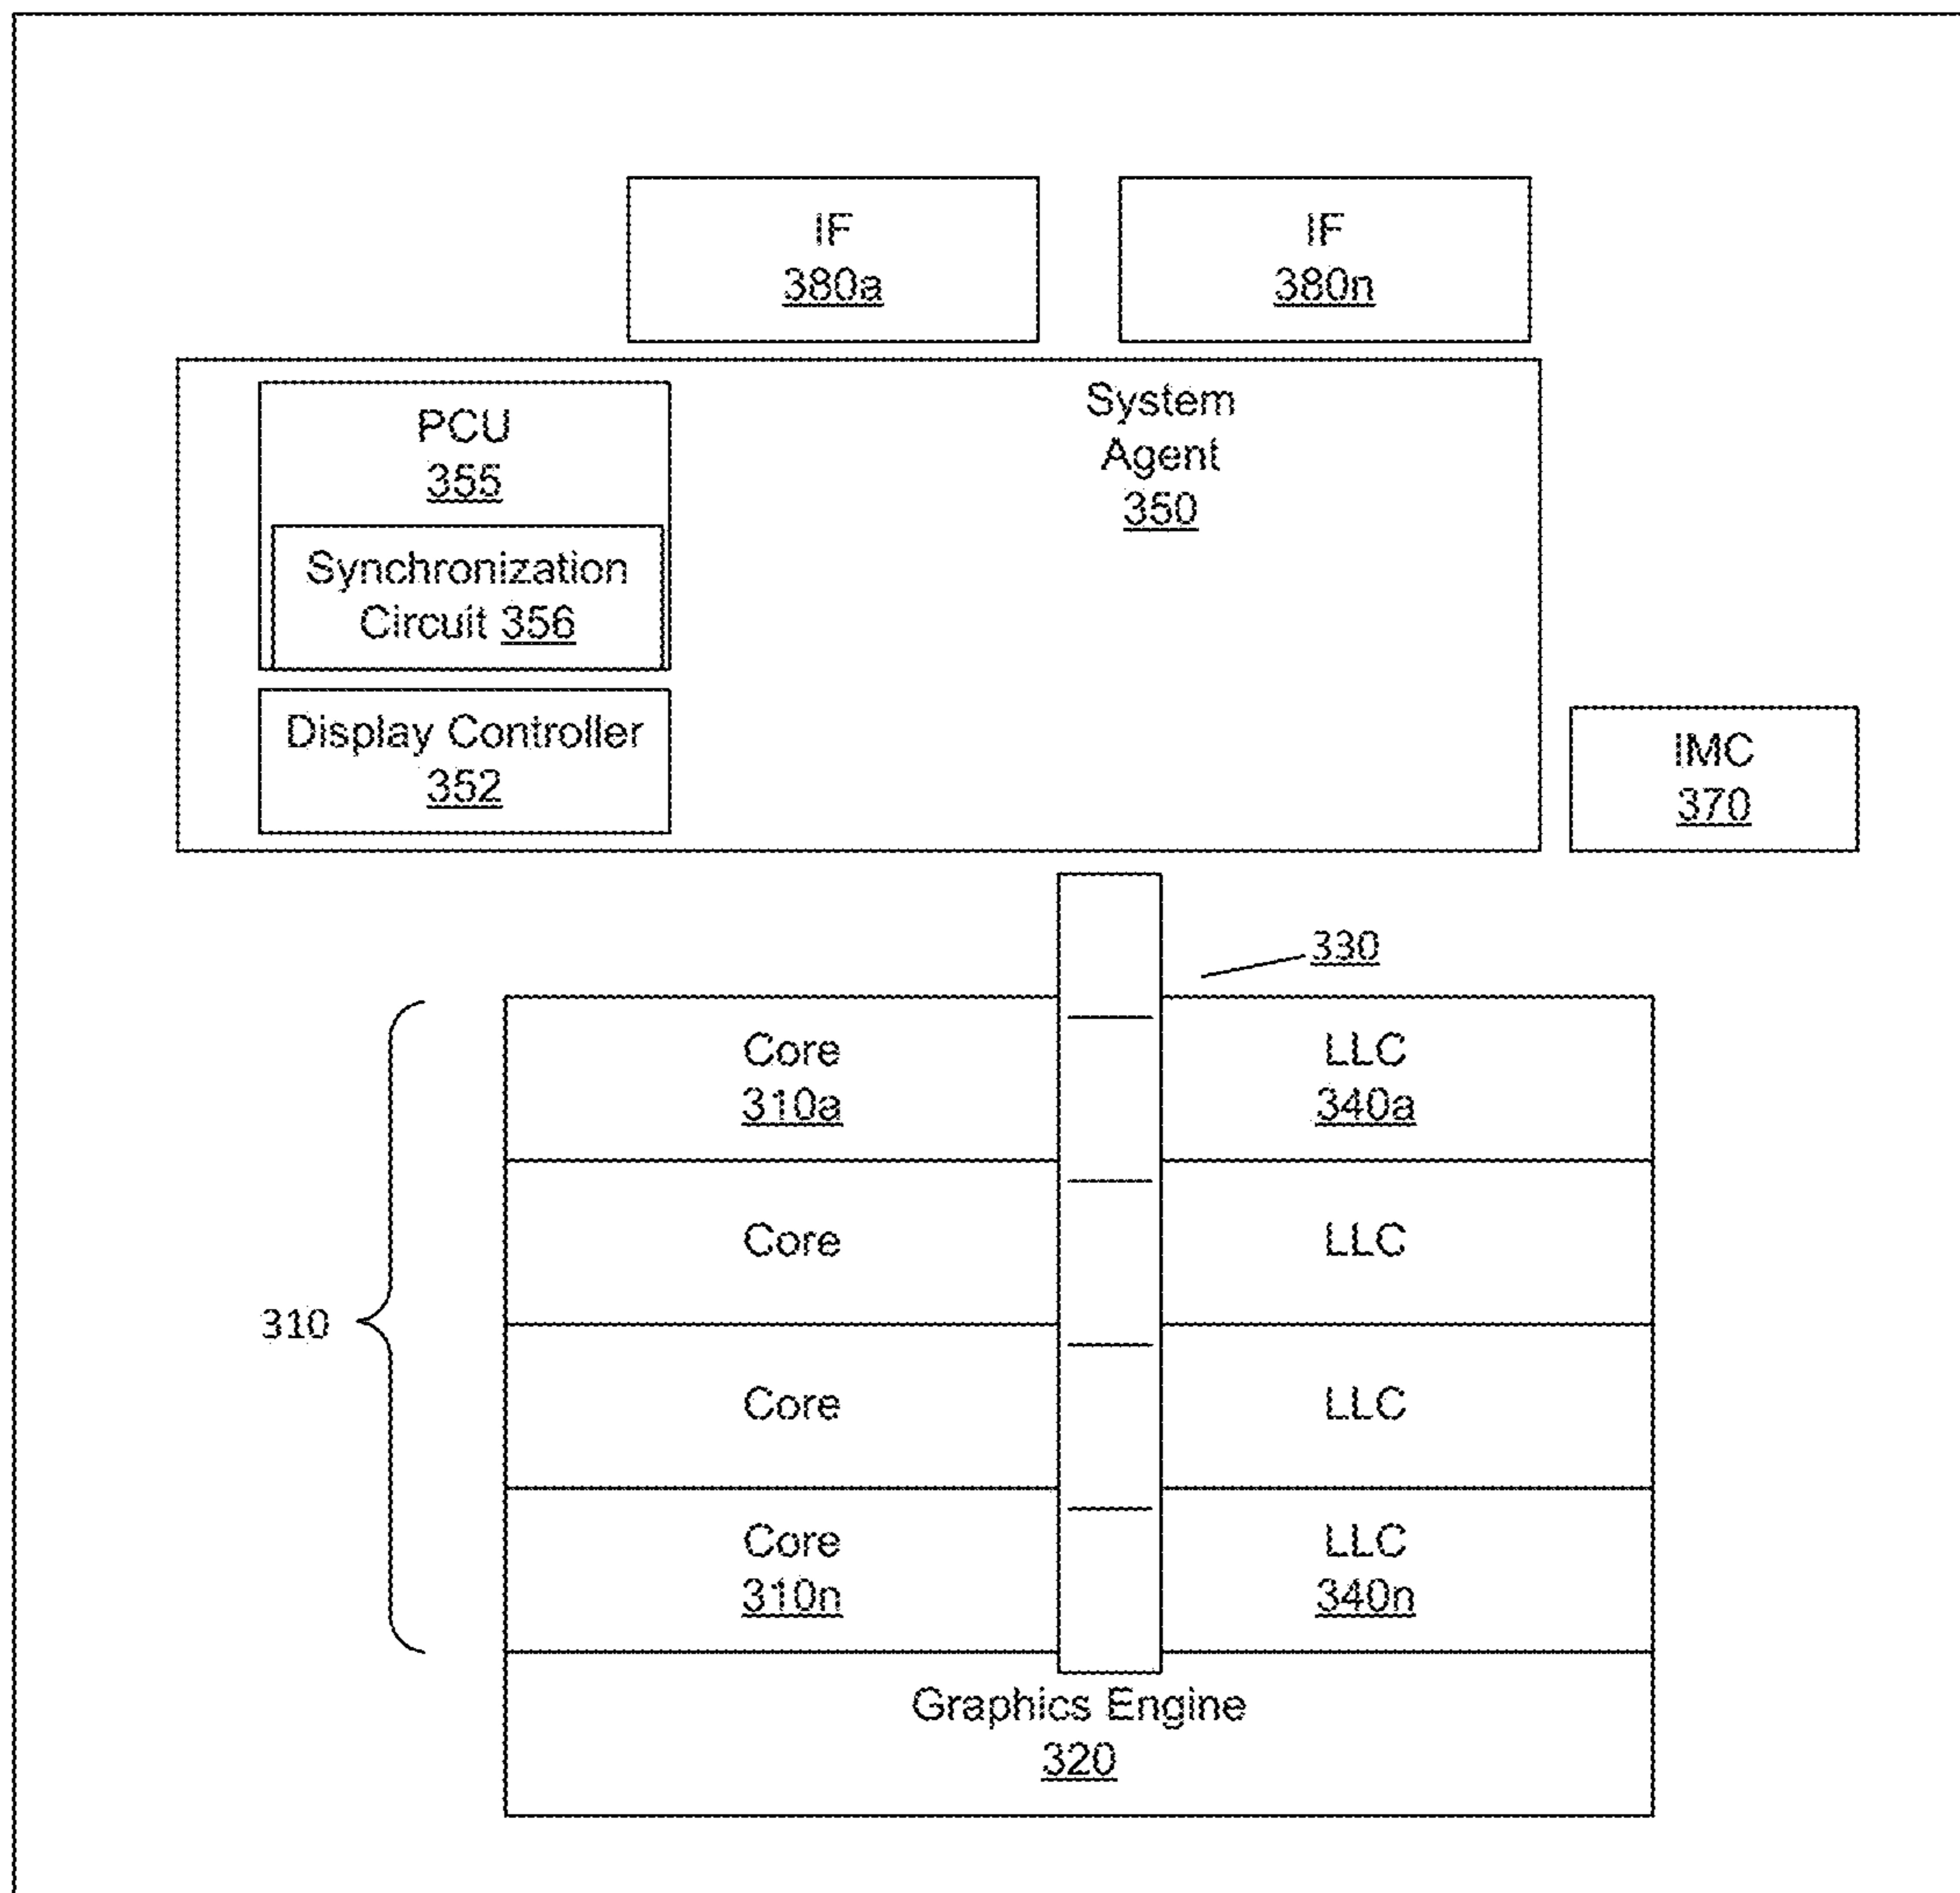 IF
380a
IF
380n
System
Agent
350
PCU
355
Synchronization
Circuit 356
Display Controller
352
IMC
370
330
Core
310a
LLC
340a
Core
LLC
310
Core
LLC
Core
310n
LLC
340n
Graphics Engine
320